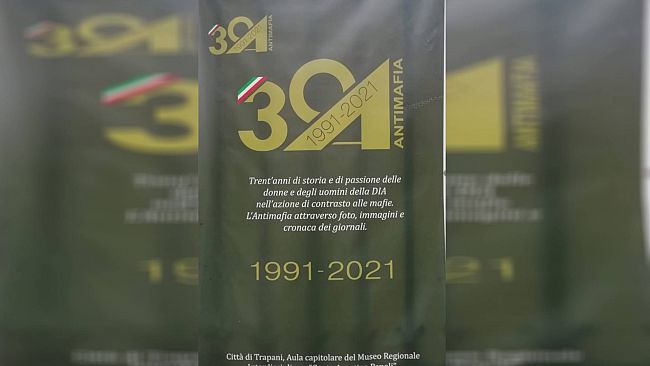 30A
1991-2021
ANTIMAFIA
30A
1991-2021
ANTIMAFIA
Trent'anni di storia e di passione delle
donne e degli uomini della DIA
nell'azione di contrasto alle mafie.
L'Antimafia attraverso foto, immagini e
cronaca dei giornali.
1991-2021
Città di Trapani, Aula capitolare del Museo Regionale